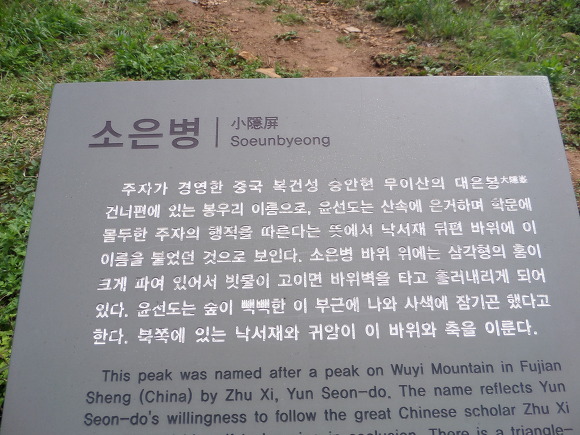 소은병
小隱屛
Soeunbyeong
주자가 경영한 중국 복건성 숭안현 무이산의 대은봉大隱峯
건너편에 있는 봉우리 이름으로, 윤선도는 산속에 은거하며 학문에
몰두한 주자의 행적을 따른다는 뜻에서 낙서재 뒤편 바위에 이
이름을 붙였던 것으로 보인다. 소은병 바위 위에는 삼각형의 홈이
크게 파여 있어서 빗물이 고이면 바위벽을 타고 흘러내리게 되어
있다. 윤선도는 숲이 빽빽한 이 부근에 나와 사색에 잠기곤 했다고
한다. 북쪽에 있는 낙서재와 귀암이 이 바위와 축을 이룬다.
This peak was named after a peak on Wuyi Mountain in Fujian
Sheng (China) by Zhu Xi, Yun Seon-do. The name reflects Yun
Seon-do's willingness to follow the great Chinese scholar Zhu Xi
in seclusion. There is a triangle-